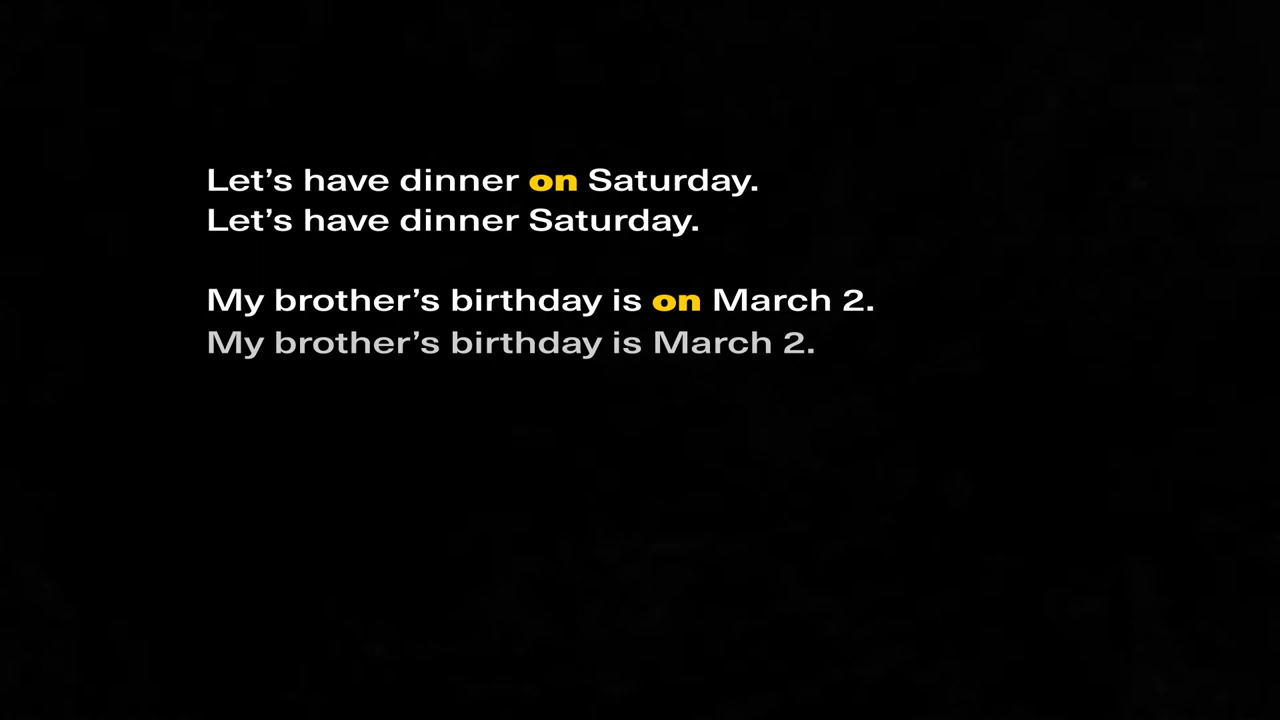 Let’s have dinner on Saturday.
Let’s have dinner Saturday.
My brother’s birthday is on March 2.
My brother’s birthday is March 2.